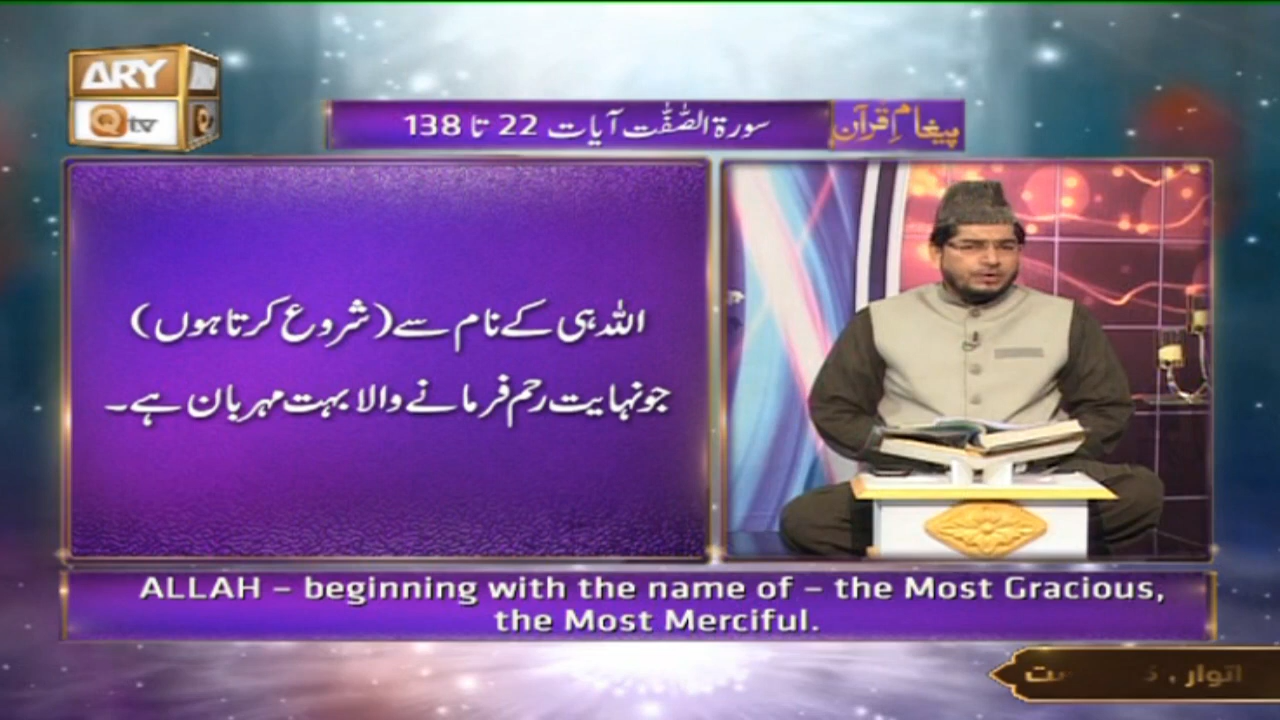 ARY
Qtv
پیغامِ قرآن
سورۃ الصّٰفّٰت آیات 22 تا 138
اللہ ہی کے نام سے (شروع کرتا ہوں)
جو نہایت رحم فرمانے والا بہت مہربان ہے۔
ALLAH – beginning with the name of – the Most Gracious,
the Most Merciful.
اتوار ,